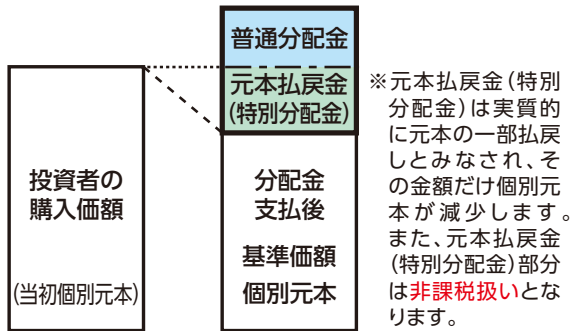 普通分配金
元本払戻金
(特別分配金)
投資者の
購入価額
(当初個別元本)
分配金
支払後
基準価額
個別元本
※元本払戻金(特別
分配金)は実質的
に元本の一部払戻
しとみなされ、そ
の金額だけ個別元
本が減少します。
また、元本払戻金
(特別分配金)部分
は非課税扱いとな
ります。